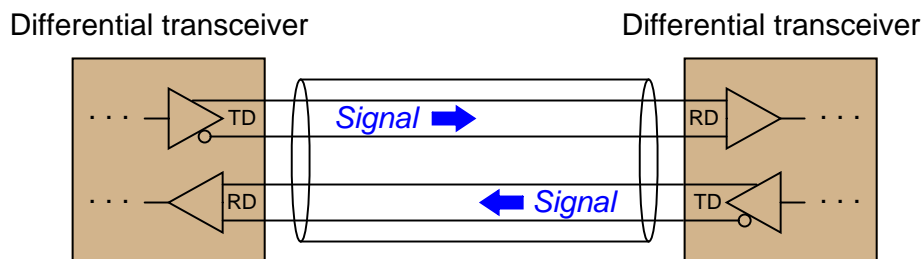 Differential transceiver Differential transceiver
. . . TD Signal RD . . .
. . . RD Signal TD . . .